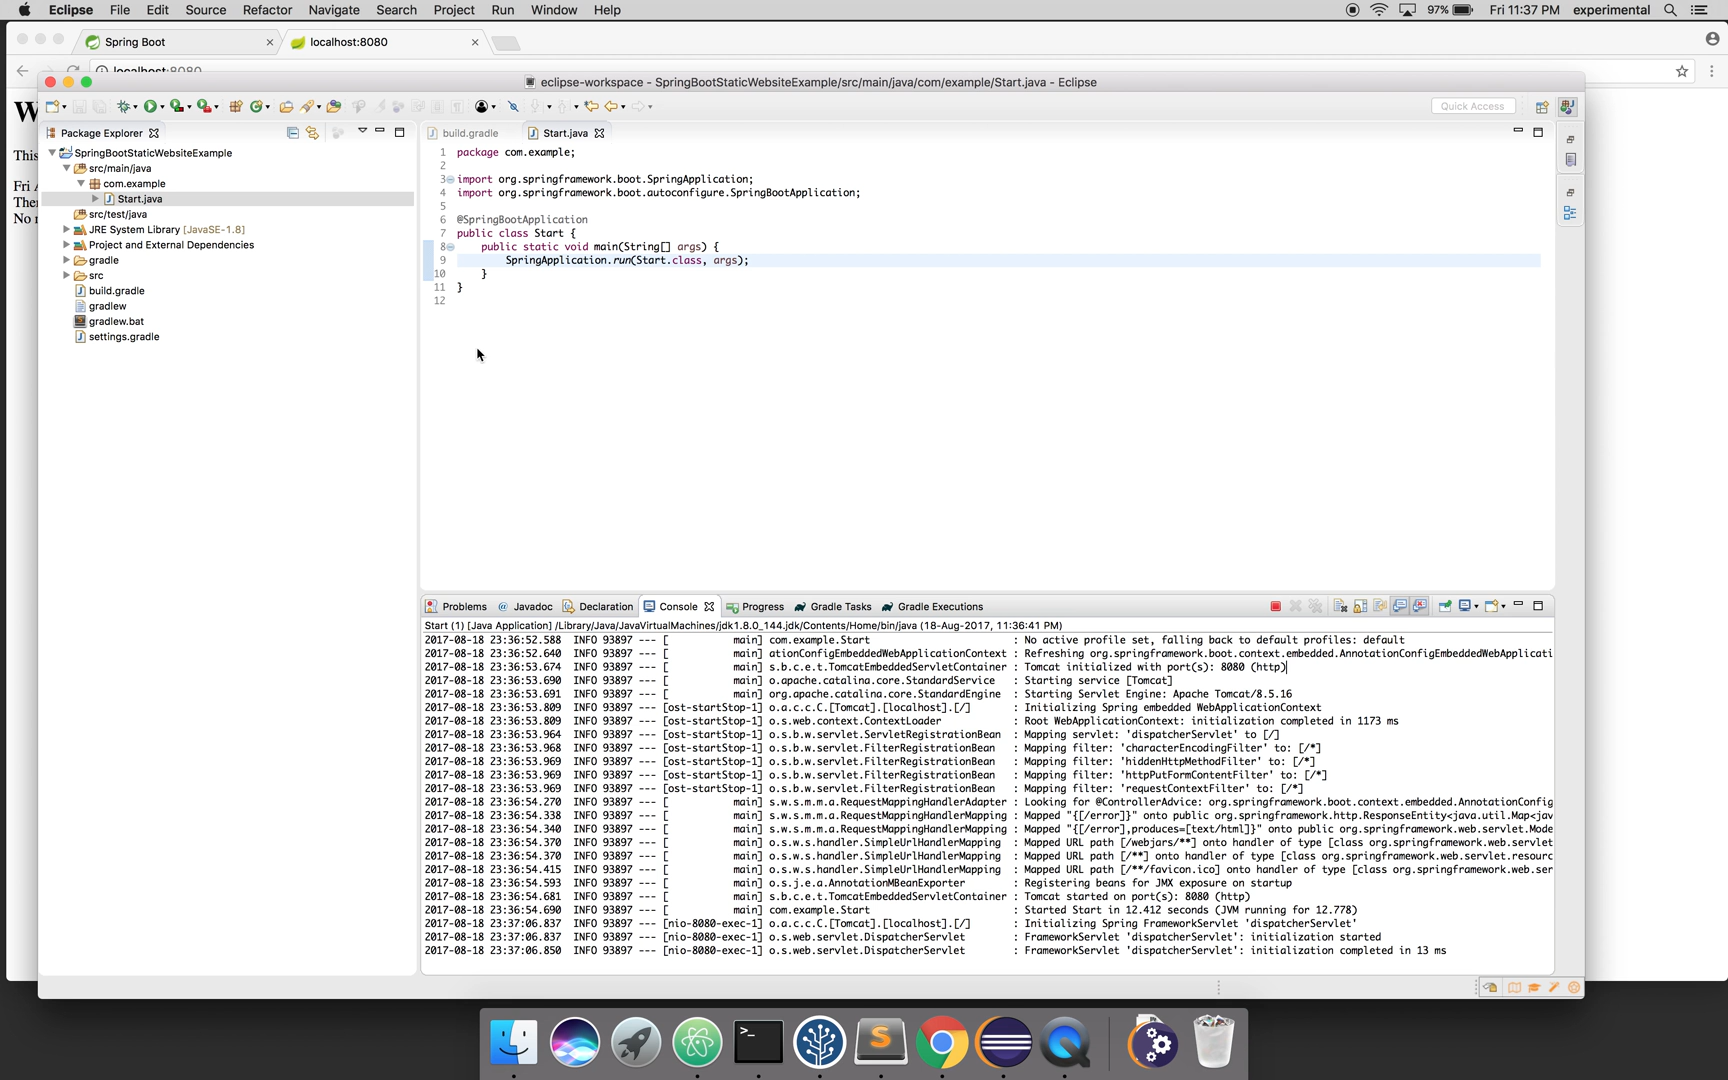 Eclipse File Edit Source Refactor Navigate Search Project Run Window Help 97% Fri 11:37 PM experimental
Spring Boot
localhost:8080
localhost:8080
eclipse-workspace - SpringBootStaticWebsiteExample/src/main/java/com/example/Start.java - Eclipse
Quick Access
W
This
Fri
Ther
No
Package Explorer
SpringBootStaticWebsiteExample
src/main/java
com.example
Start.java
src/test/java
JRE System Library [JavaSE-1.8]
Project and External Dependencies
gradle
src
build.gradle
gradlew
gradlew.bat
settings.gradle
build.gradle
Start.java
1 package com.example;
2
3 import org.springframework.boot.SpringApplication;
4 import org.springframework.boot.autoconfigure.SpringBootApplication;
5
6 @SpringBootApplication
7 public class Start {
8 public static void main(String[] args) {
9 SpringApplication.run(Start.class, args);
10 }
11 }
12
Problems Javadoc Declaration Console Progress Gradle Tasks Gradle Executions
Start (1) [Java Application] /Library/Java/JavaVirtualMachines/jdk1.8.0_144.jdk/Contents/Home/bin/java (18-Aug-2017, 11:36:41 PM)
2017-08-18 23:36:52.588 INFO 93897 --- [ main] com.example.Start : No active profile set, falling back to default profiles: default
2017-08-18 23:36:52.640 INFO 93897 --- [ main] ationConfigEmbeddedWebApplicationContext : Refreshing org.springframework.boot.context.embedded.AnnotationConfigEmbeddedWebApplicati
2017-08-18 23:36:53.674 INFO 93897 --- [ main] s.b.c.e.t.TomcatEmbeddedServletContainer : Tomcat initialized with port(s): 8080 (http)
2017-08-18 23:36:53.690 INFO 93897 --- [ main] o.apache.catalina.core.StandardService : Starting service [Tomcat]
2017-08-18 23:36:53.691 INFO 93897 --- [ main] org.apache.catalina.core.StandardEngine : Starting Servlet Engine: Apache Tomcat/8.5.16
2017-08-18 23:36:53.809 INFO 93897 --- [ost-startStop-1] o.a.c.c.C.[Tomcat].[localhost].[/] : Initializing Spring embedded WebApplicationContext
2017-08-18 23:36:53.809 INFO 93897 --- [ost-startStop-1] o.s.web.context.ContextLoader : Root WebApplicationContext: initialization completed in 1173 ms
2017-08-18 23:36:53.964 INFO 93897 --- [ost-startStop-1] o.s.b.w.servlet.ServletRegistrationBean : Mapping servlet: 'dispatcherServlet' to [/]
2017-08-18 23:36:53.968 INFO 93897 --- [ost-startStop-1] o.s.b.w.servlet.FilterRegistrationBean : Mapping filter: 'characterEncodingFilter' to: [/*]
2017-08-18 23:36:53.969 INFO 93897 --- [ost-startStop-1] o.s.b.w.servlet.FilterRegistrationBean : Mapping filter: 'hiddenHttpMethodFilter' to: [/*]
2017-08-18 23:36:53.969 INFO 93897 --- [ost-startStop-1] o.s.b.w.servlet.FilterRegistrationBean : Mapping filter: 'httpPutFormContentFilter' to: [/*]
2017-08-18 23:36:53.969 INFO 93897 --- [ost-startStop-1] o.s.b.w.servlet.FilterRegistrationBean : Mapping filter: 'requestContextFilter' to: [/*]
2017-08-18 23:36:54.270 INFO 93897 --- [ main] s.w.s.m.m.a.RequestMappingHandlerAdapter : Looking for @ControllerAdvice: org.springframework.boot.context.embedded.AnnotationConfig
2017-08-18 23:36:54.338 INFO 93897 --- [ main] s.w.s.m.m.a.RequestMappingHandlerMapping : Mapped "{[/error]}" onto public org.springframework.http.ResponseEntity<java.util.Map<jav
2017-08-18 23:36:54.340 INFO 93897 --- [ main] s.w.s.m.m.a.RequestMappingHandlerMapping : Mapped "{[/error],produces=[text/html]}" onto public org.springframework.web.servlet.Mode
2017-08-18 23:36:54.370 INFO 93897 --- [ main] o.s.w.s.handler.SimpleUrlHandlerMapping : Mapped URL path [/webjars/**] onto handler of type [class org.springframework.web.servlet
2017-08-18 23:36:54.370 INFO 93897 --- [ main] o.s.w.s.handler.SimpleUrlHandlerMapping : Mapped URL path [/**] onto handler of type [class org.springframework.web.servlet.resourc
2017-08-18 23:36:54.415 INFO 93897 --- [ main] o.s.w.s.handler.SimpleUrlHandlerMapping : Mapped URL path [/**/favicon.ico] onto handler of type [class org.springframework.web.ser
2017-08-18 23:36:54.593 INFO 93897 --- [ main] o.s.j.e.a.AnnotationMBeanExporter : Registering beans for JMX exposure on startup
2017-08-18 23:36:54.681 INFO 93897 --- [ main] s.b.c.e.t.TomcatEmbeddedServletContainer : Tomcat started on port(s): 8080 (http)
2017-08-18 23:36:54.690 INFO 93897 --- [ main] com.example.Start : Started Start in 12.412 seconds (JVM running for 12.778)
2017-08-18 23:37:06.837 INFO 93897 --- [nio-8080-exec-1] o.a.c.c.C.[Tomcat].[localhost].[/] : Initializing Spring FrameworkServlet 'dispatcherServlet'
2017-08-18 23:37:06.837 INFO 93897 --- [nio-8080-exec-1] o.s.web.servlet.DispatcherServlet : FrameworkServlet 'dispatcherServlet': initialization started
2017-08-18 23:37:06.850 INFO 93897 --- [nio-8080-exec-1] o.s.web.servlet.DispatcherServlet : FrameworkServlet 'dispatcherServlet': initialization completed in 13 ms